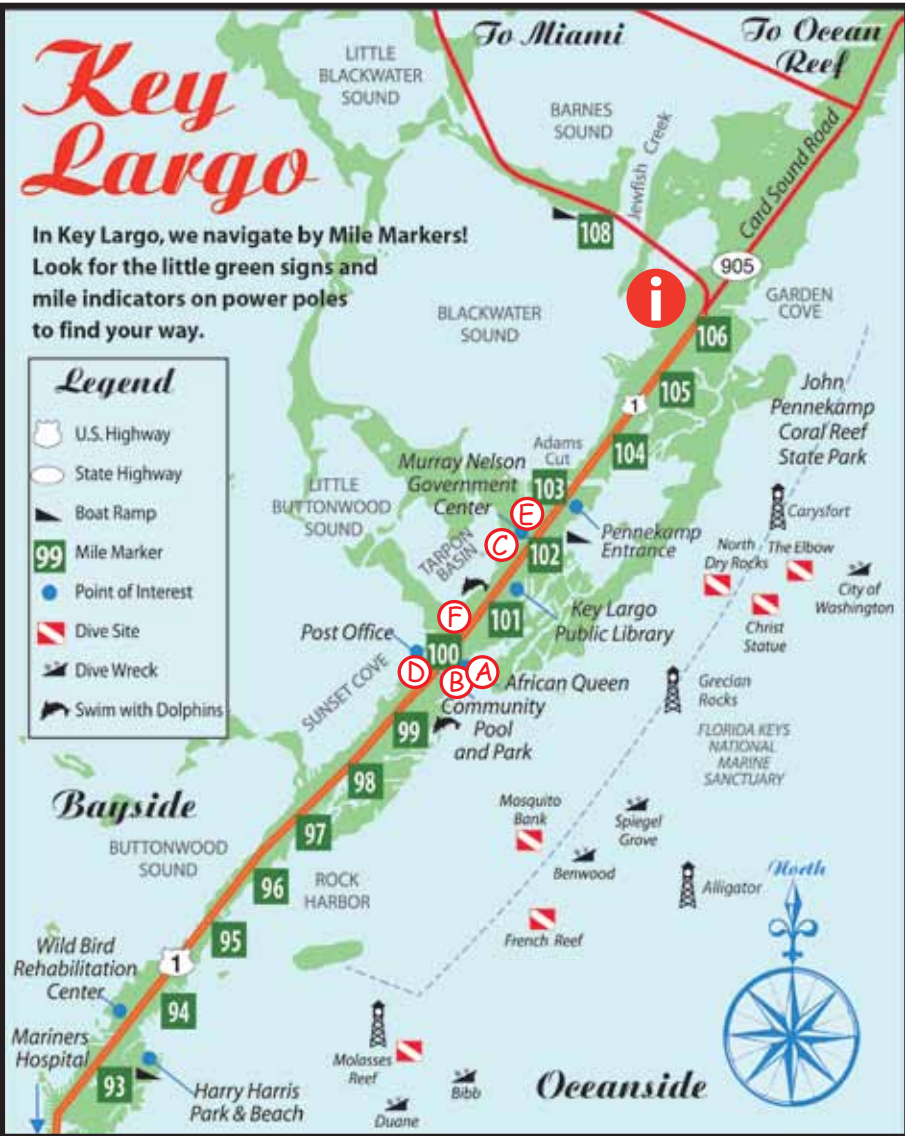 Key
Largo
In Key Largo, we navigate by Mile Markers!
Look for the little green signs and
mile indicators on power poles
to find your way.
To Miami
To Ocean
Reef
LITTLE
BLACKWATER
SOUND
BARNES
SOUND
Jewfish Creek
Card Sound Road
108
905
i
GARDEN
COVE
BLACKWATER
SOUND
106
105
1
104
John
Pennekamp
Coral Reef
State Park
Legend
U.S. Highway
State Highway
Boat Ramp
99
Mile Marker
Point of Interest
Dive Site
Dive Wreck
Swim with Dolphins
Adams
Cut
Murray Nelson
Government
Center
103
E
C
102
Pennekamp
Entrance
LITTLE
BUTTONWOOD
SOUND
TARPON
BASIN
Carysfort
North
Dry Rocks
The Elbow
City of
Washington
Christ
Statue
101
Key Largo
Public Library
F
Post Office
100
D
B
A
African Queen
SUNSET COVE
Community
Pool
and Park
99
Grecian
Rocks
FLORIDA KEYS
NATIONAL
MARINE
SANCTUARY
98
Bayside
97
Mosquito
Bank
Spiegel
Grove
Benwood
BUTTONWOOD
SOUND
96
ROCK
HARBOR
Alligator
North
French Reef
95
1
Wild Bird
Rehabilitation
Center
94
Mariners
Hospital
93
Harry Harris
Park & Beach
Molasses
Reef
Bibb
Duane
Oceanside